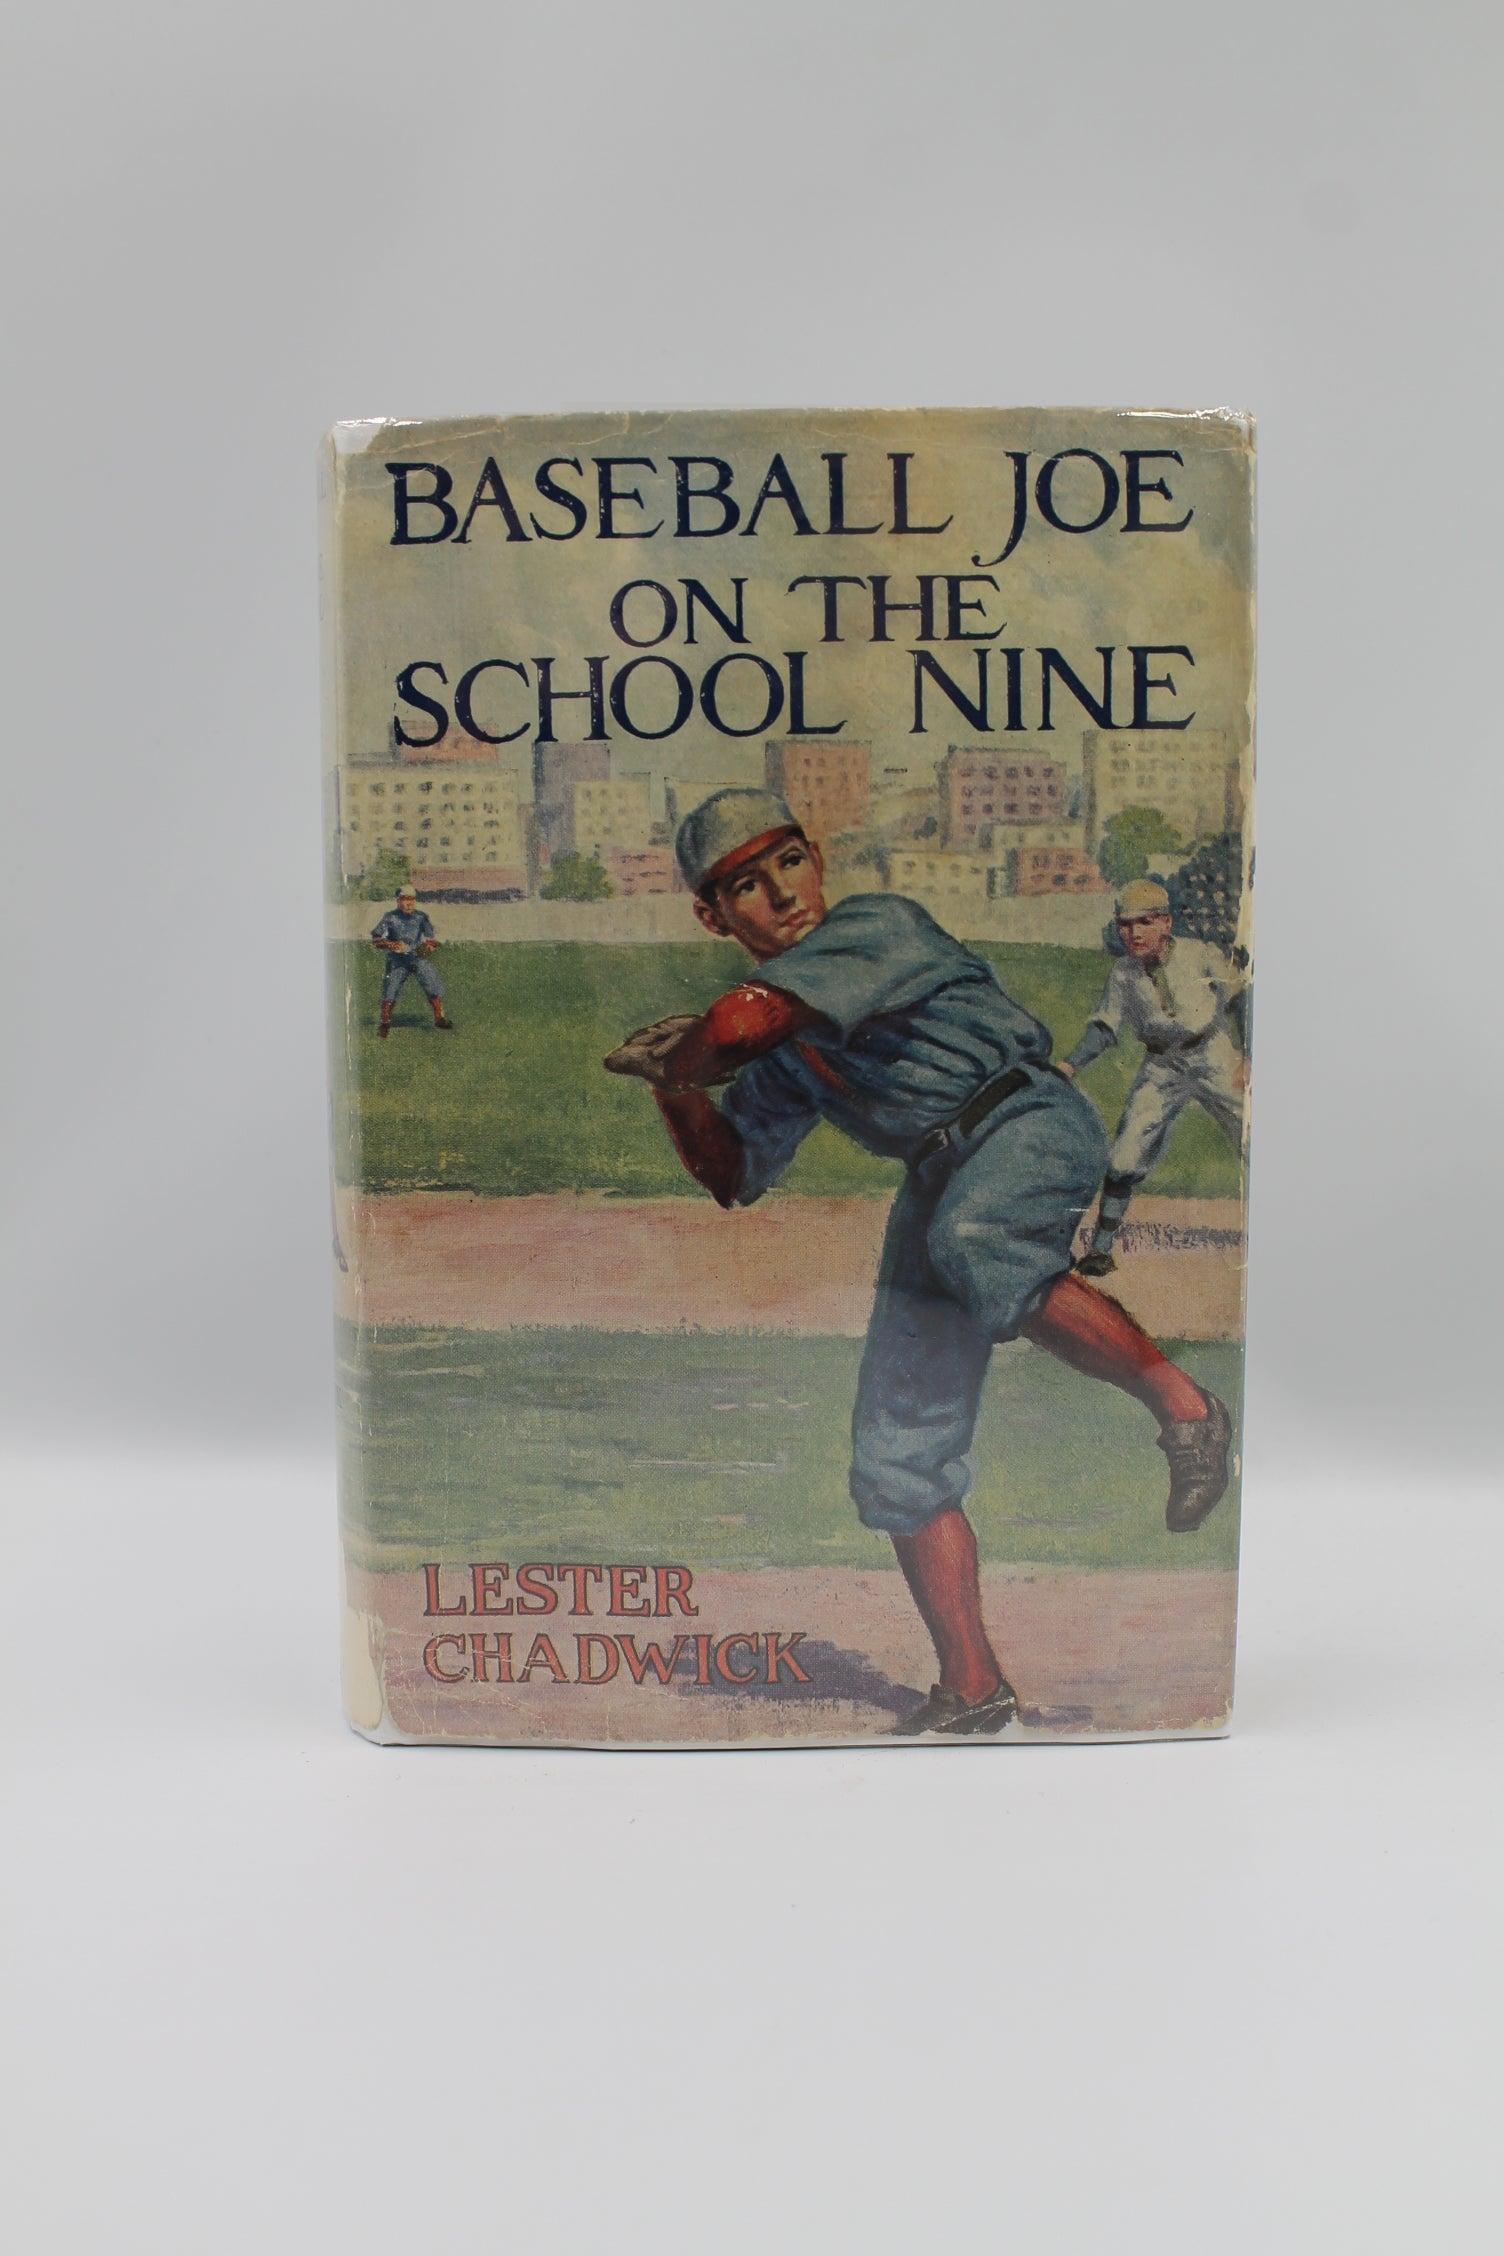 BASEBALL JOE
ON THE
SCHOOL NINE
LESTER
CHADWICK